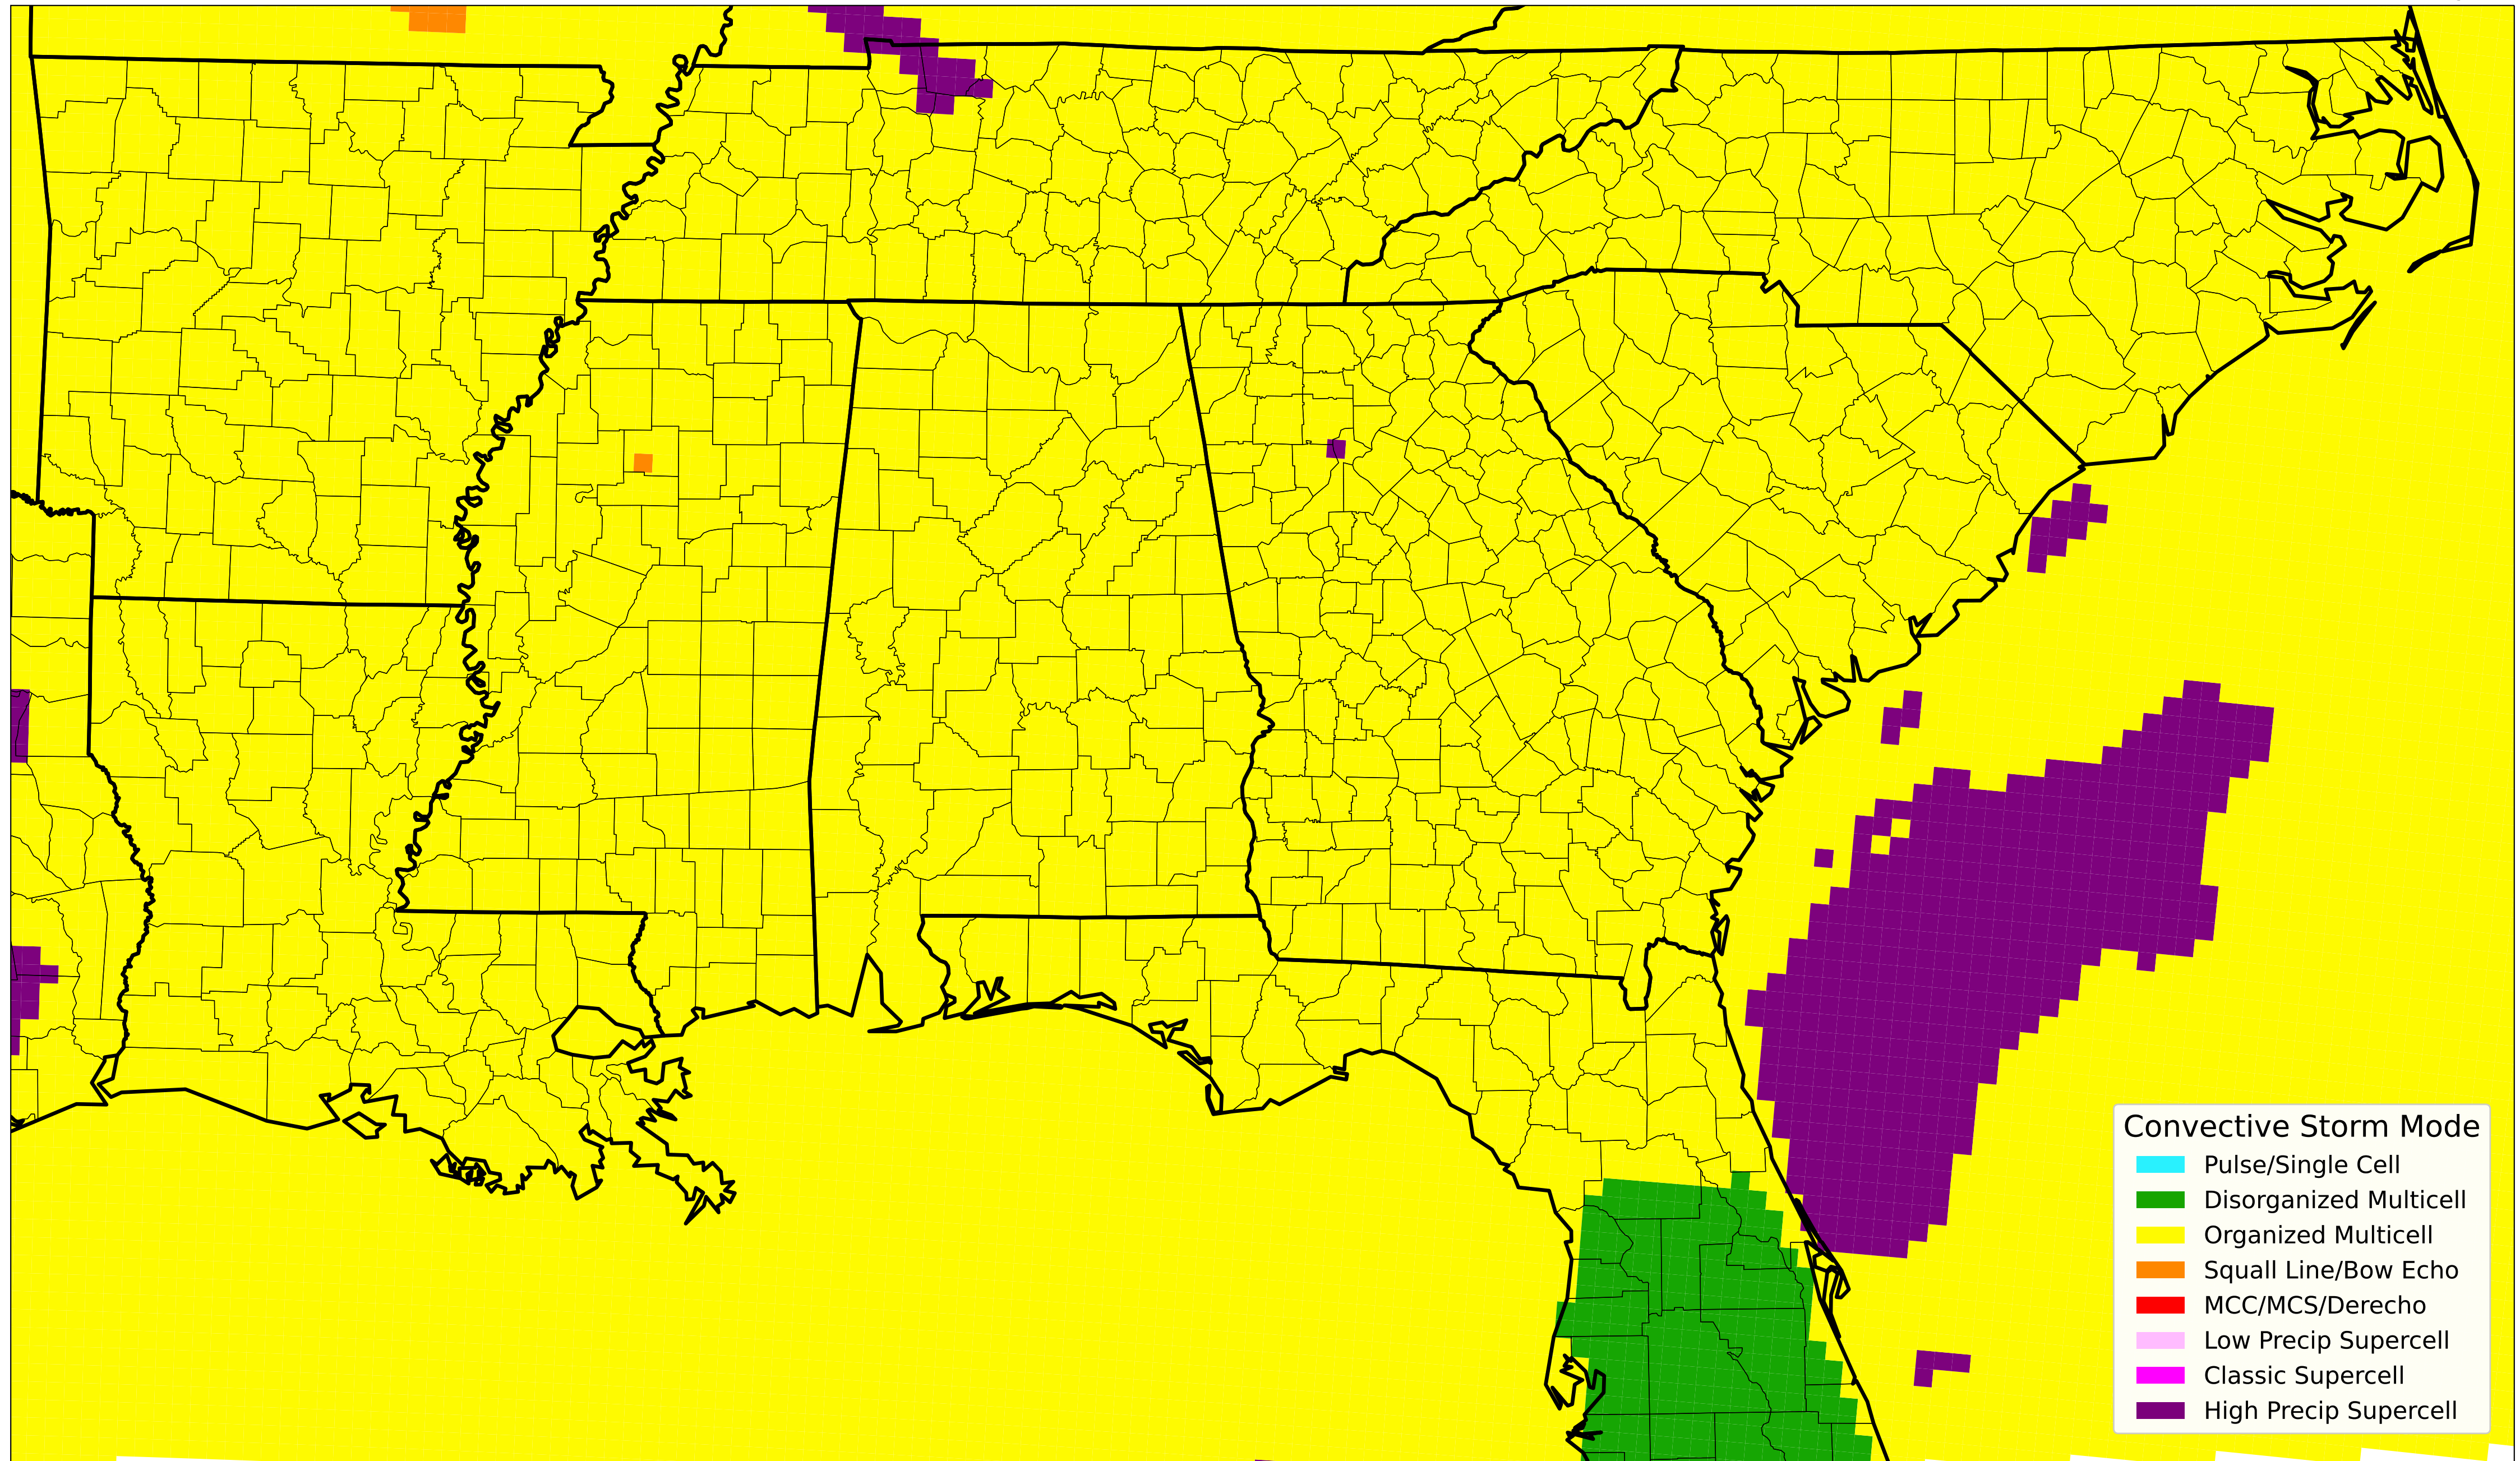 Convective Storm Mode
Pulse/Single Cell
Disorganized Multicell
Organized Multicell
Squall Line/Bow Echo
MCC/MCS/Derecho
Low Precip Supercell
Classic Supercell
High Precip Supercell